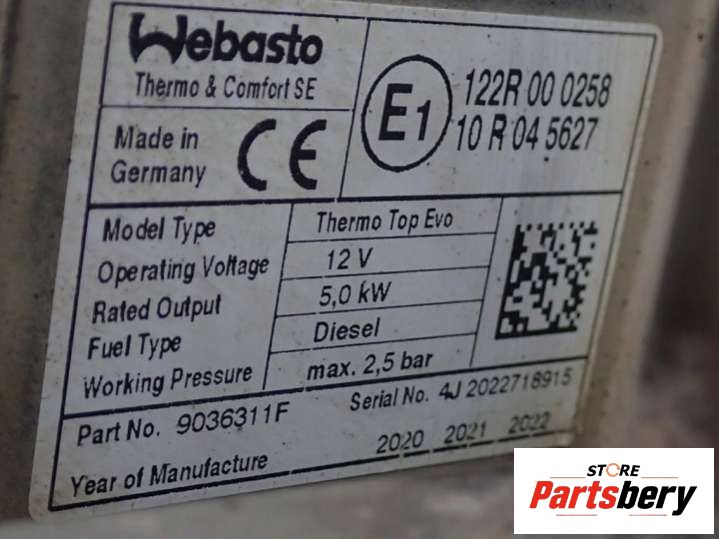 Webasto
Thermo & Comfort SE
Made in
Germany
CE
E1
122R 00 0258
10 R 04 5627
Model Type Thermo Top Evo
Operating Voltage 12 V
Rated Output 5,0 kW
Fuel Type Diesel
Working Pressure max. 2,5 bar
Part No. 9036311F Serial No. 4J 2022718915
Year of Manufacture 2020 2021 2022
STORE
Partsbery